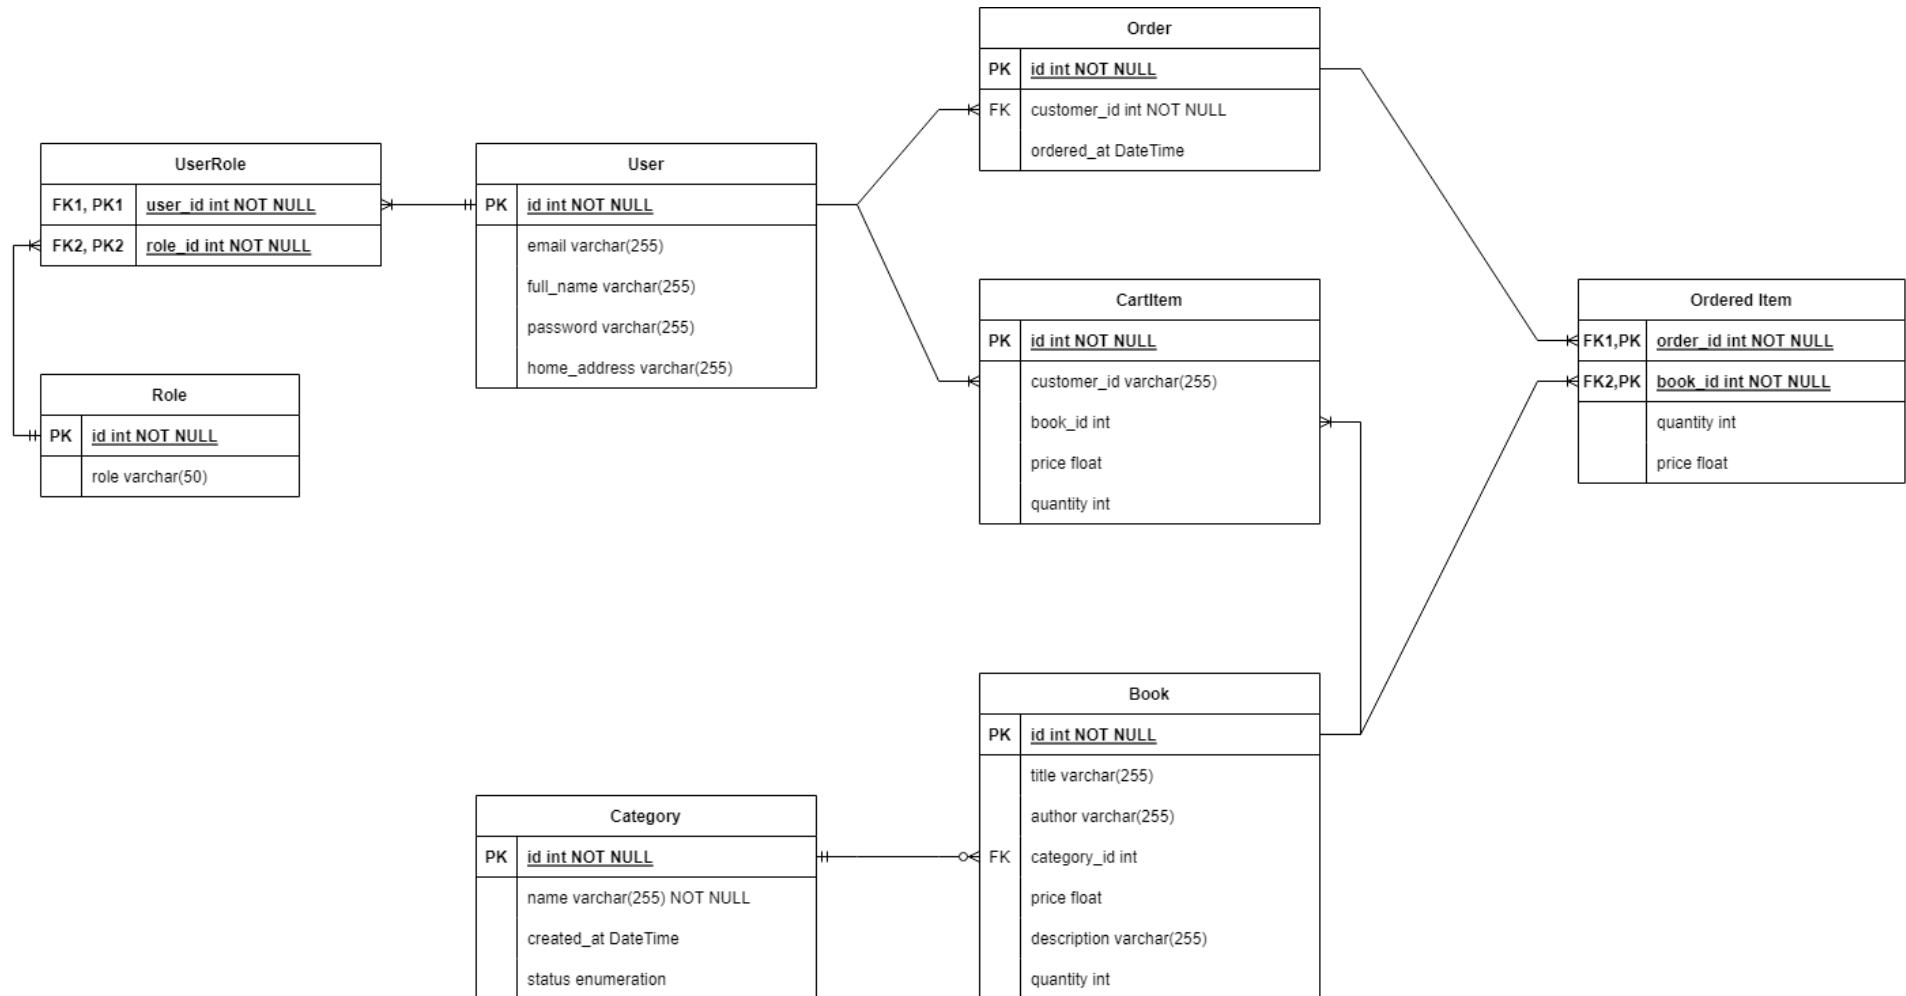 Order
PK id int NOT NULL
FK customer_id int NOT NULL
ordered_at DateTime
UserRole
FK1, PK1 user_id int NOT NULL
FK2, PK2 role_id int NOT NULL
User
PK id int NOT NULL
email varchar(255)
full_name varchar(255)
password varchar(255)
home_address varchar(255)
Role
PK id int NOT NULL
role varchar(50)
CartItem
PK id int NOT NULL
customer_id varchar(255)
book_id int
price float
quantity int
Ordered Item
FK1,PK order_id int NOT NULL
FK2,PK book_id int NOT NULL
quantity int
price float
Book
PK id int NOT NULL
title varchar(255)
author varchar(255)
FK category_id int
price float
description varchar(255)
quantity int
Category
PK id int NOT NULL
name varchar(255) NOT NULL
created_at DateTime
status enumeration